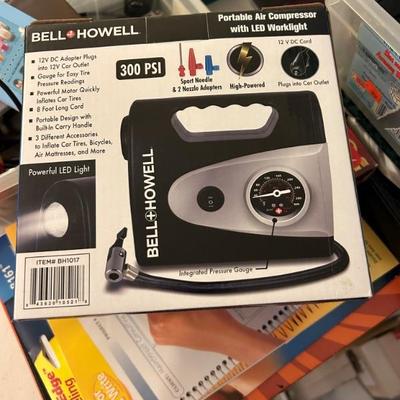 BELL+HOWELL
Portable Air Compressor
with LED Worklight
• 12V DC Adapter Plugs
into 12V Car Outlet
• Gauge for Easy Tire
Pressure Readings
• Powerful Motor Quickly
Inflates Car Tires
• 8 Foot Long Cord
• Portable Design with
Built-In Carry Handle
• 3 Different Accessories
to Inflate Car Tires, Bicycles,
Air Mattresses, and More
300 PSI
Sport Needle
& 2 Nozzle Adapters
High-Powered
12 V DC Cord
Plugs into Car Outlet
Powerful LED Light
BELL+HOWELL
ITEM# BH1017
Integrated Pressure Gauge